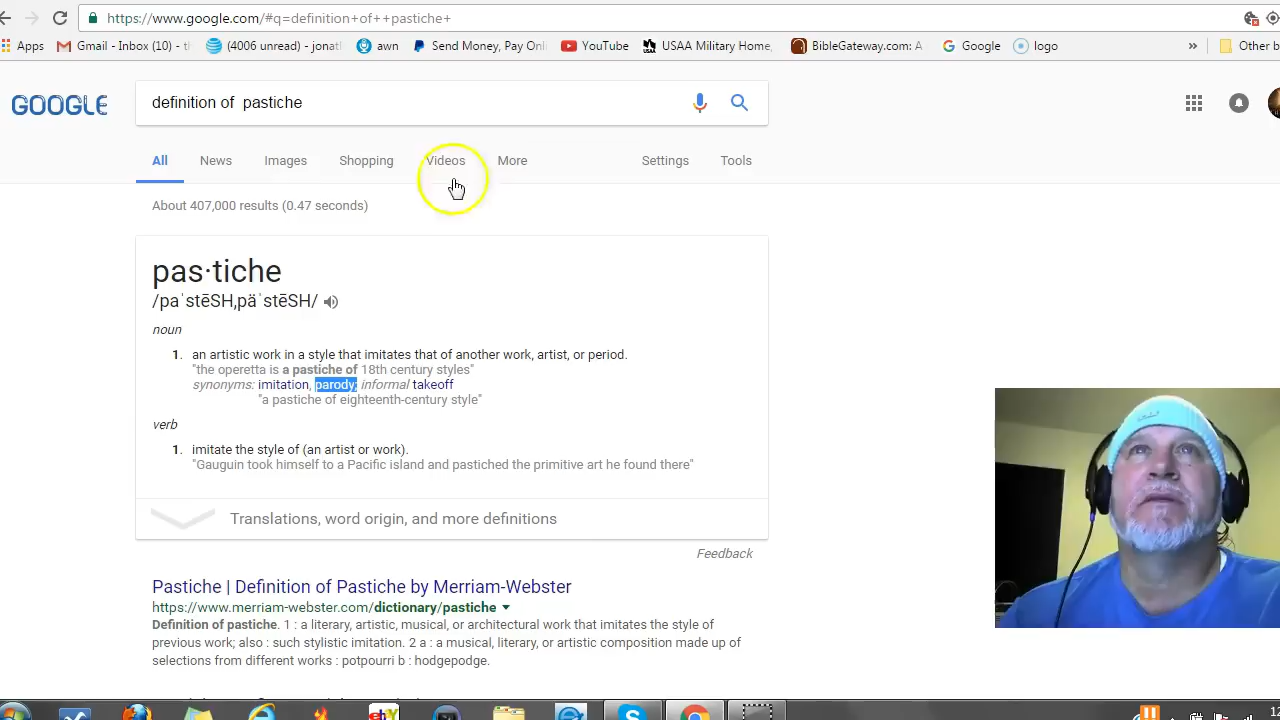 https://www.google.com/#q=definition+of++pastiche+
Apps Gmail - Inbox (10) - tl (4006 unread) - jonatl awn Send Money, Pay Onl YouTube USAA Military Home, BibleGateway.com: A Google logo » Other b
GOOGLE definition of pastiche
All News Images Shopping Videos More Settings Tools
About 407,000 results (0.47 seconds)
pas·tiche
/paˈstēSH,päˈstēSH/
noun
1. an artistic work in a style that imitates that of another work, artist, or period.
"the operetta is a pastiche of 18th century styles"
synonyms: imitation, parody; informal takeoff
"a pastiche of eighteenth-century style"
verb
1. imitate the style of (an artist or work).
"Gauguin took himself to a Pacific island and pastiched the primitive art he found there"
Translations, word origin, and more definitions
Feedback
Pastiche | Definition of Pastiche by Merriam-Webster
https://www.merriam-webster.com/dictionary/pastiche
Definition of pastiche. 1 : a literary, artistic, musical, or architectural work that imitates the style of
previous work; also : such stylistic imitation. 2 a : a musical, literary, or artistic composition made up of
selections from different works : potpourri b : hodgepodge.
ebY